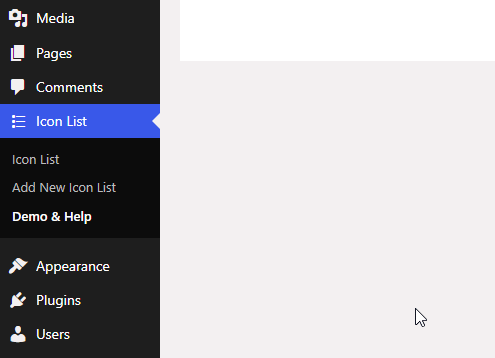 Media
Pages
Comments
Icon List
Icon List
Add New Icon List
Demo & Help
Appearance
Plugins
Users